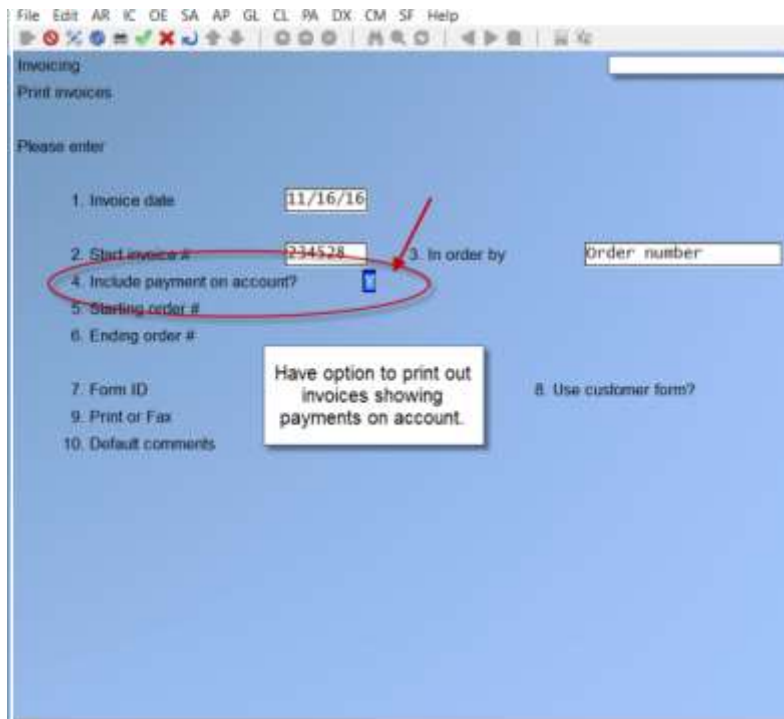 File Edit AR IC OE SA AP GL CL PA DX CM SF Help
Invoicing
Print invoices
Please enter
1. Invoice date 11/16/16
2. Start invoice # 234528 3. In order by Order number
4. Include payment on account? Y
5. Starting order #
6. Ending order #
Have option to print out
invoices showing
payments on account.
7. Form ID 8. Use customer form?
9. Print or Fax
10. Default comments